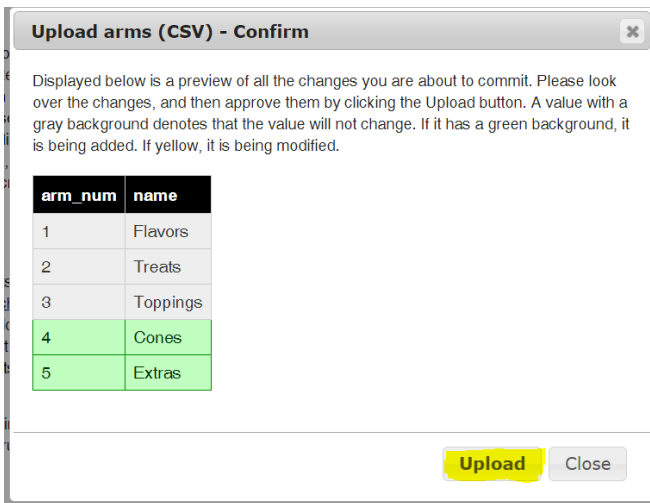 Upload arms (CSV) - Confirm
Displayed below is a preview of all the changes you are about to commit. Please look
over the changes, and then approve them by clicking the Upload button. A value with a
gray background denotes that the value will not change. If it has a green background, it
is being added. If yellow, it is being modified.
arm_num name
1 Flavors
2 Treats
3 Toppings
4 Cones
5 Extras
Upload Close